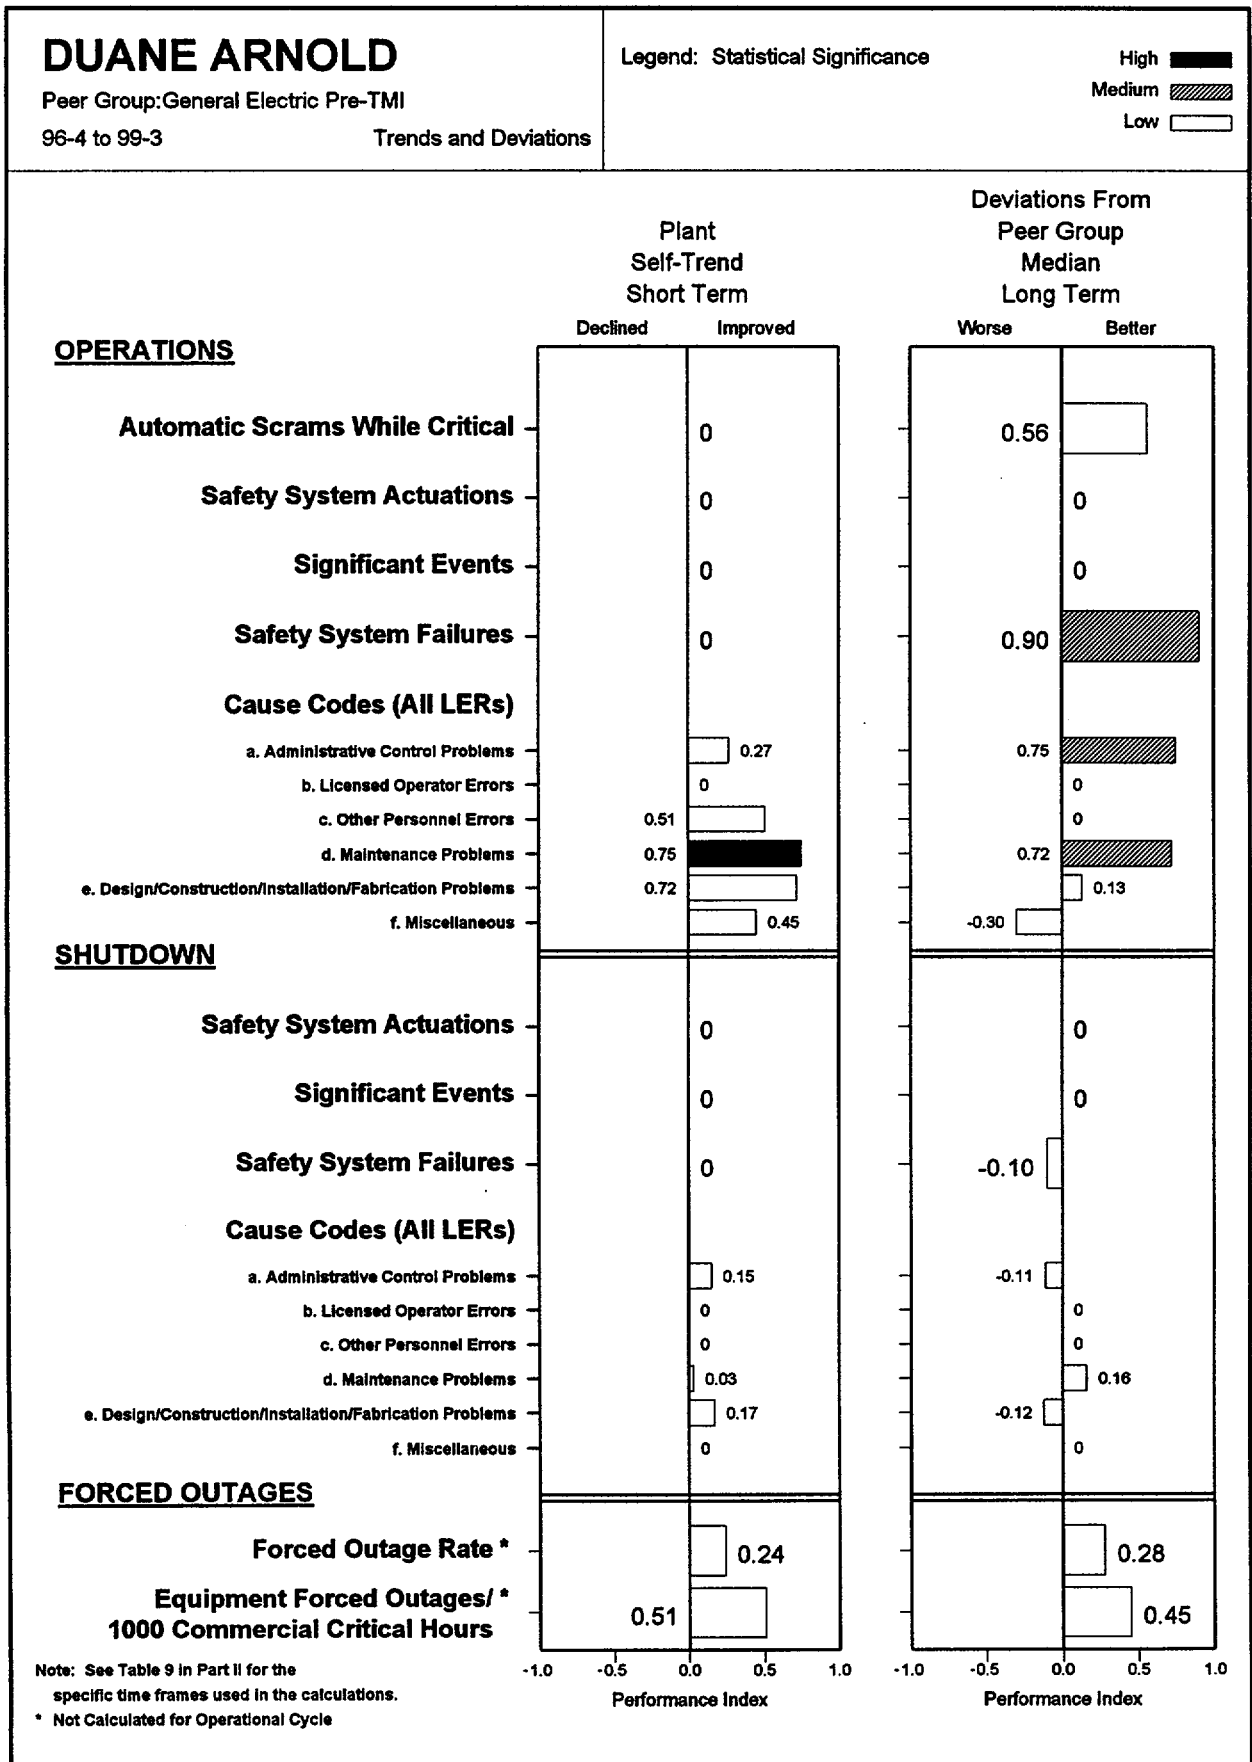 DUANE ARNOLD
Peer Group:General Electric Pre-TMI
96-4 to 99-3 Trends and Deviations
Legend: Statistical Significance
High
Medium
Low
Plant
Self-Trend
Short Term
Declined Improved
Deviations From
Peer Group
Median
Long Term
Worse Better
OPERATIONS
Automatic Scrams While Critical 0 0.56
Safety System Actuations 0 0
Significant Events 0 0
Safety System Failures 0 0.90
Cause Codes (All LERs)
a. Administrative Control Problems 0.27 0.75
b. Licensed Operator Errors 0 0
c. Other Personnel Errors 0.51 0
d. Maintenance Problems 0.75 0.72
e. Design/Construction/Installation/Fabrication Problems 0.72 0.13
f. Miscellaneous 0.45 -0.30
SHUTDOWN
Safety System Actuations 0 0
Significant Events 0 0
Safety System Failures 0 -0.10
Cause Codes (All LERs)
a. Administrative Control Problems 0.15 -0.11
b. Licensed Operator Errors 0 0
c. Other Personnel Errors 0 0
d. Maintenance Problems 0.03 0.16
e. Design/Construction/Installation/Fabrication Problems 0.17 -0.12
f. Miscellaneous 0 0
FORCED OUTAGES
Forced Outage Rate * 0.24 0.28
Equipment Forced Outages/ *
1000 Commercial Critical Hours 0.51 0.45
-1.0 -0.5 0.0 0.5 1.0 -1.0 -0.5 0.0 0.5 1.0
Performance Index Performance Index
Note: See Table 9 in Part II for the
specific time frames used in the calculations.
* Not Calculated for Operational Cycle